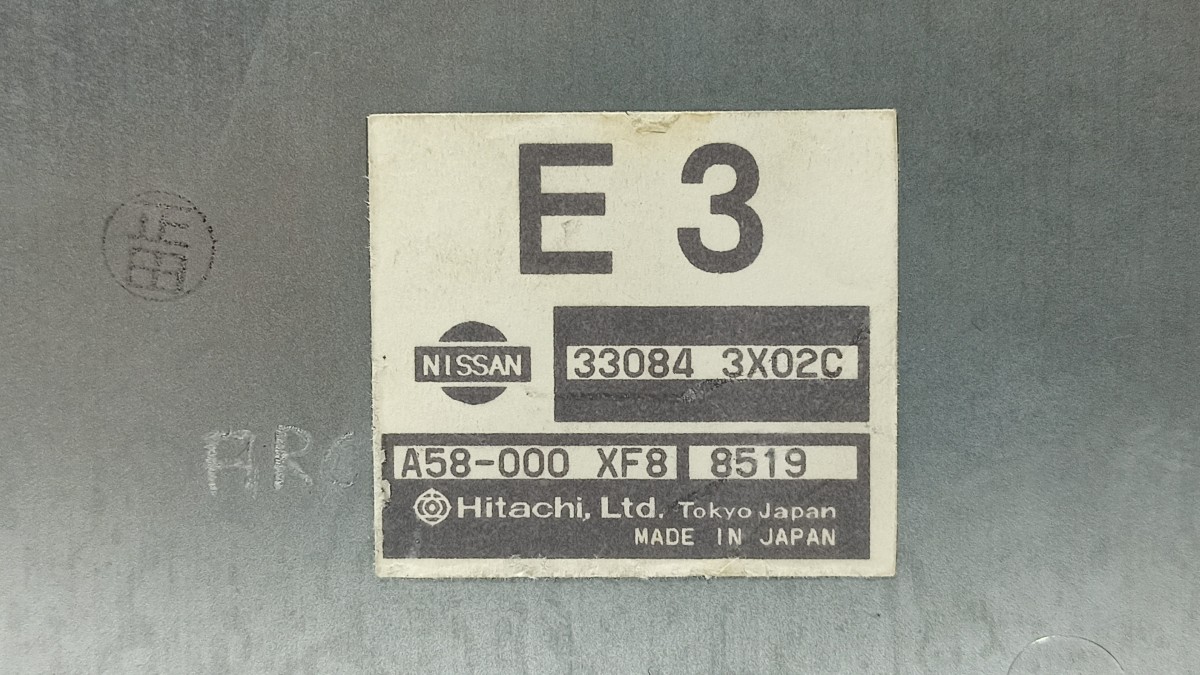 E 3
NISSAN
33084 3X02C
A58-000 XF8 8519
Hitachi, Ltd. Tokyo Japan
MADE IN JAPAN